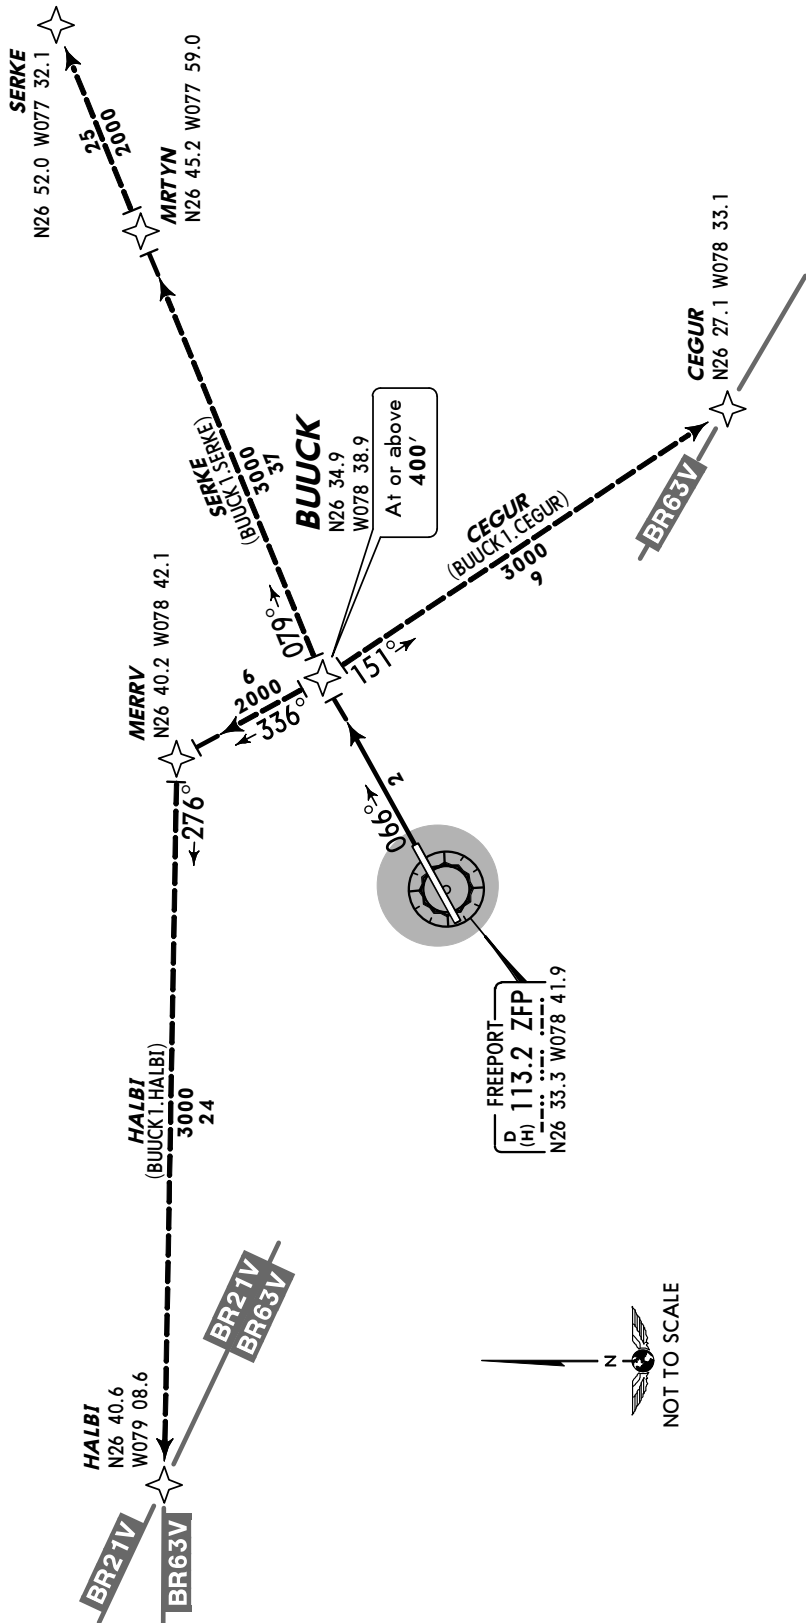 SERKE
N26 52.0 W077 32.1
25
2000
MRTYN
N26 45.2 W077 59.0
SERKE
(BUUCK1.SERKE)
3000
37
079°
BUUCK
N26 34.9
W078 38.9
At or above
400'
CEGUR
N26 27.1 W078 33.1
BR63V
CEGUR
(BUUCK1.CEGUR)
3000
9
151°
MERRV
N26 40.2 W078 42.1
6
2000
336°
276°
066°
2
HALBI
(BUUCK1.HALBI)
3000
24
FREEPORT
D
(H) 113.2 ZFP
N26 33.3 W078 41.9
HALBI
N26 40.6
W079 08.6
BR21V
BR63V
BR21V
BR63V
N
NOT TO SCALE